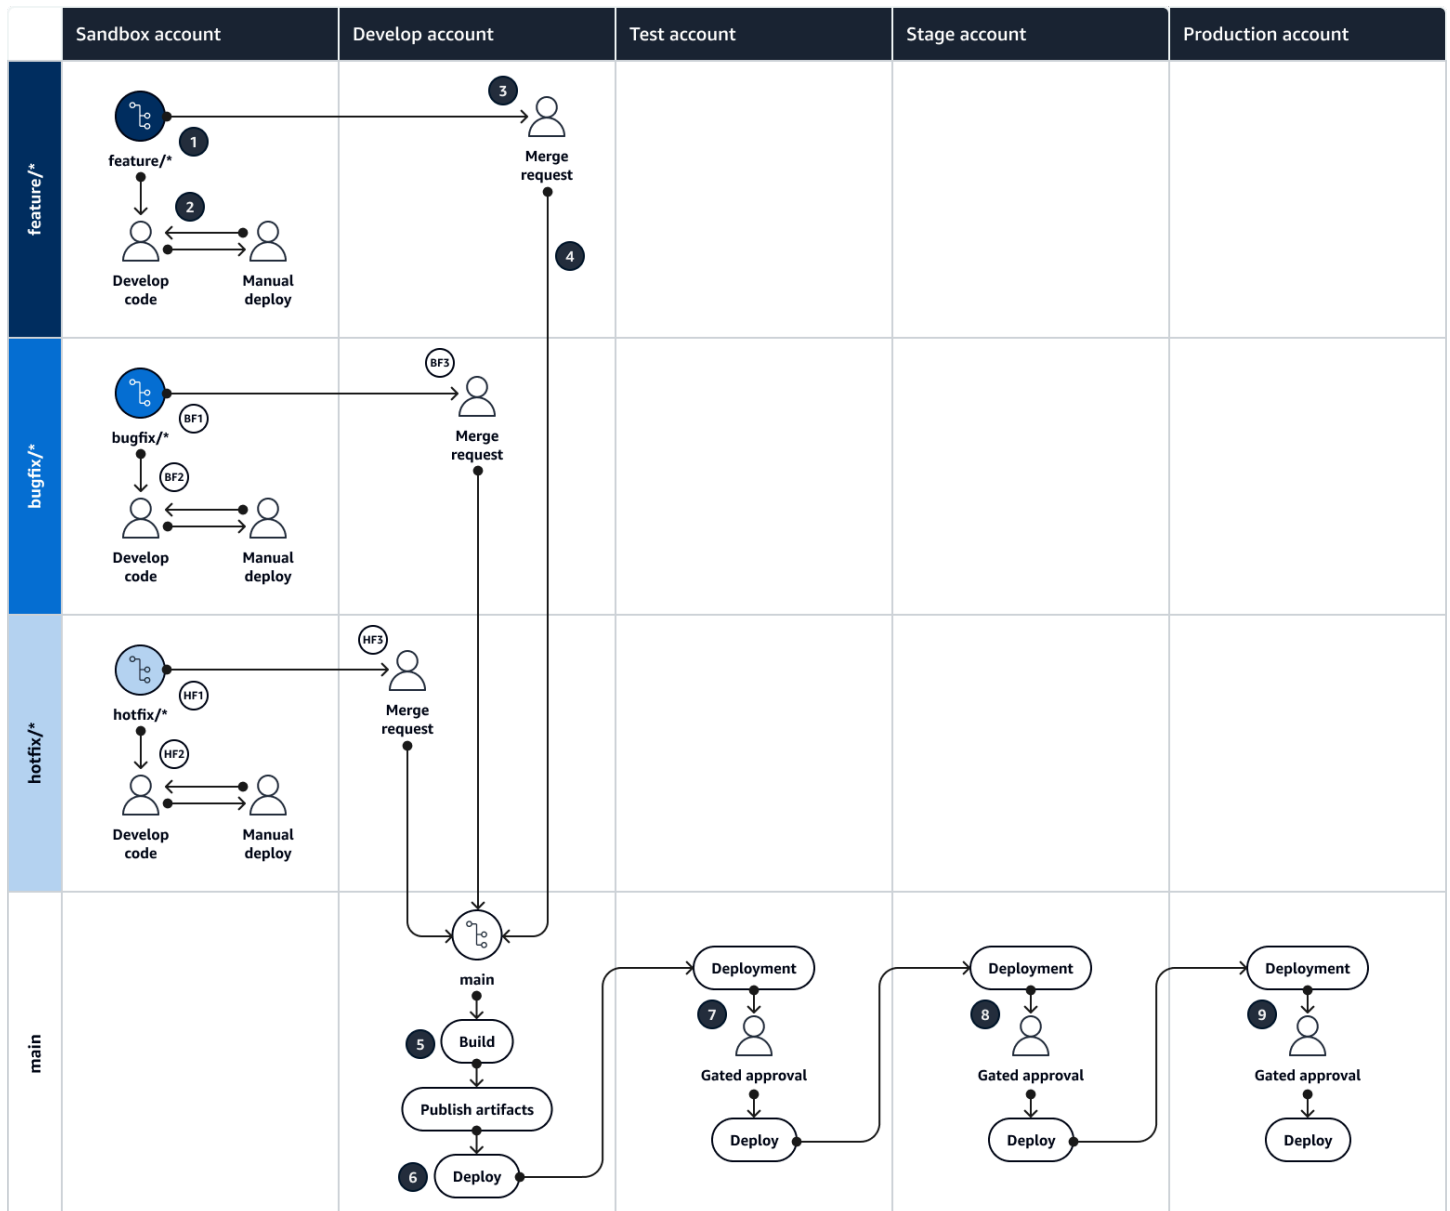 Sandbox account
Develop account
Test account
Stage account
Production account
feature/*
3
1
feature/*
Merge
request
2
4
Develop
code
Manual
deploy
bugfix/*
BF3
BF1
bugfix/*
Merge
request
BF2
Develop
code
Manual
deploy
hotfix/*
HF3
HF1
hotfix/*
Merge
request
HF2
Develop
code
Manual
deploy
main
main
5
Build
Publish artifacts
6
Deploy
Deployment
7
Gated approval
Deploy
Deployment
8
Gated approval
Deploy
Deployment
9
Gated approval
Deploy